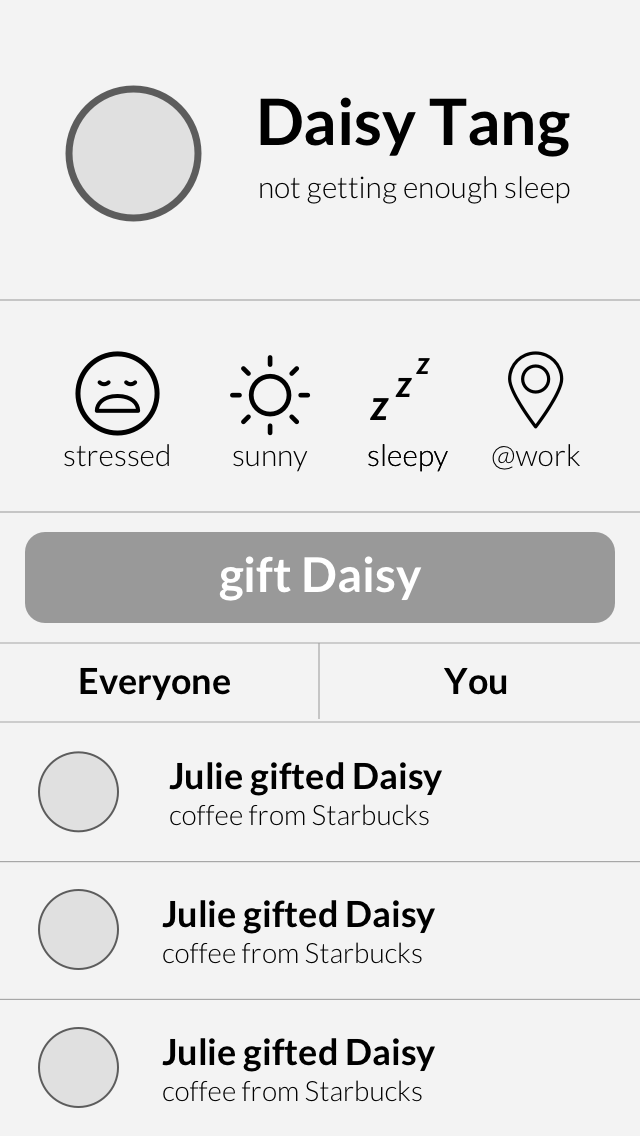 Daisy Tang
not getting enough sleep
z
z
z
stressed
sunny
sleepy
@work
gift Daisy
Everyone
You
Julie gifted Daisy
coffee from Starbucks
Julie gifted Daisy
coffee from Starbucks
Julie gifted Daisy
coffee from Starbucks